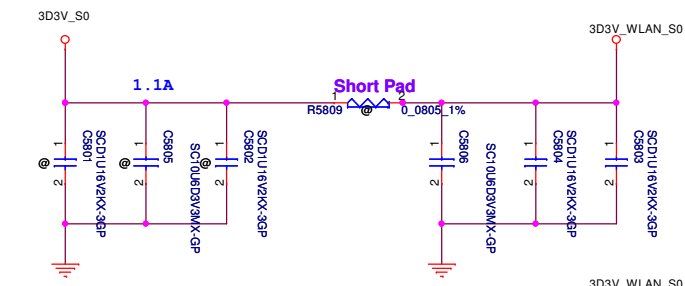 3D3V_S0
3D3V_WLAN_S0
1.1A
Short Pad
1
2
R5809
@
0_0805_1%
@
1
2
C5801
SCD1U16V2KX-3GP
@
1
2
C5805
SC10U6D3V3MX-GP
@
1
2
C5802
SCD1U16V2KX-3GP
1
2
C5806
SC10U6D3V3MX-GP
1
2
C5804
SCD1U16V2KX-3GP
1
2
C5803
SCD1U16V2KX-3GP
3D3V_WLAN_S0